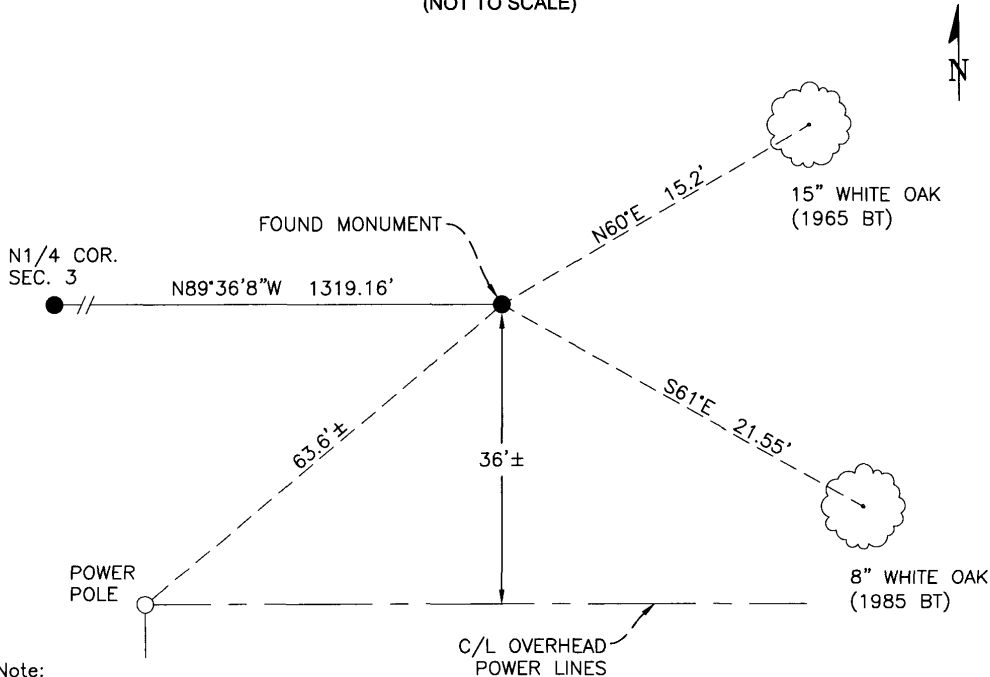 (NOT TO SCALE)
N
15" WHITE OAK
(1965 BT)
N60°E 15.2'
FOUND MONUMENT
N1/4 COR.
SEC. 3
N89°36'8"W 1319.16'
S61°E 21.55'
63.6'±
36'±
8" WHITE OAK
(1985 BT)
POWER
POLE
C/L OVERHEAD
POWER LINES
Note: